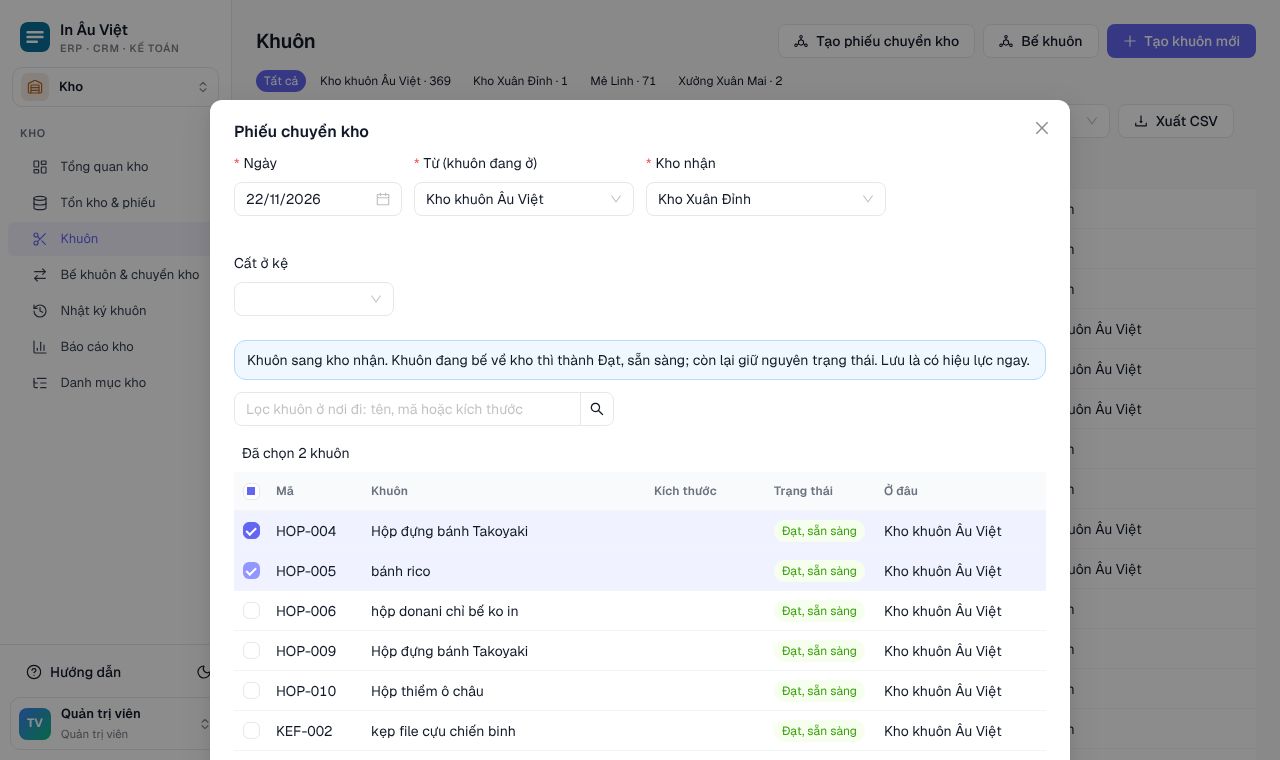 In Âu Việt
ERP · CRM · KẾ TOÁN
Kho
KHO
Tổng quan kho
Tồn kho & phiếu
Khuôn
Bế khuôn & chuyển kho
Nhật ký khuôn
Báo cáo kho
Danh mục kho
Hướng dẫn
TV
Quản trị viên
Quản trị viên
Khuôn
Tạo phiếu chuyển kho
Bế khuôn
Tạo khuôn mới
Tất cả
Kho khuôn Âu Việt · 369
Kho Xuân Đỉnh · 1
Mê Linh · 71
Xưởng Xuân Mai · 2
Xuất CSV
Phiếu chuyển kho
* Ngày
* Từ (khuôn đang ở)
* Kho nhận
22/11/2026
Kho khuôn Âu Việt
Kho Xuân Đỉnh
Cất ở kệ
Khuôn sang kho nhận. Khuôn đang bế về kho thì thành Đạt, sẵn sàng; còn lại giữ nguyên trạng thái. Lưu là có hiệu lực ngay.
Lọc khuôn ở nơi đi: tên, mã hoặc kích thước
Đã chọn 2 khuôn
Mã Khuôn Kích thước Trạng thái Ở đâu
HOP-004 Hộp đựng bánh Takoyaki Đạt, sẵn sàng Kho khuôn Âu Việt
HOP-005 bánh rico Đạt, sẵn sàng Kho khuôn Âu Việt
HOP-006 hộp donani chỉ bế ko in Đạt, sẵn sàng Kho khuôn Âu Việt
HOP-009 Hộp đựng bánh Takoyaki Đạt, sẵn sàng Kho khuôn Âu Việt
HOP-010 Hộp thiềm ô châu Đạt, sẵn sàng Kho khuôn Âu Việt
KEF-002 kẹp file cựu chiến binh Đạt, sẵn sàng Kho khuôn Âu Việt